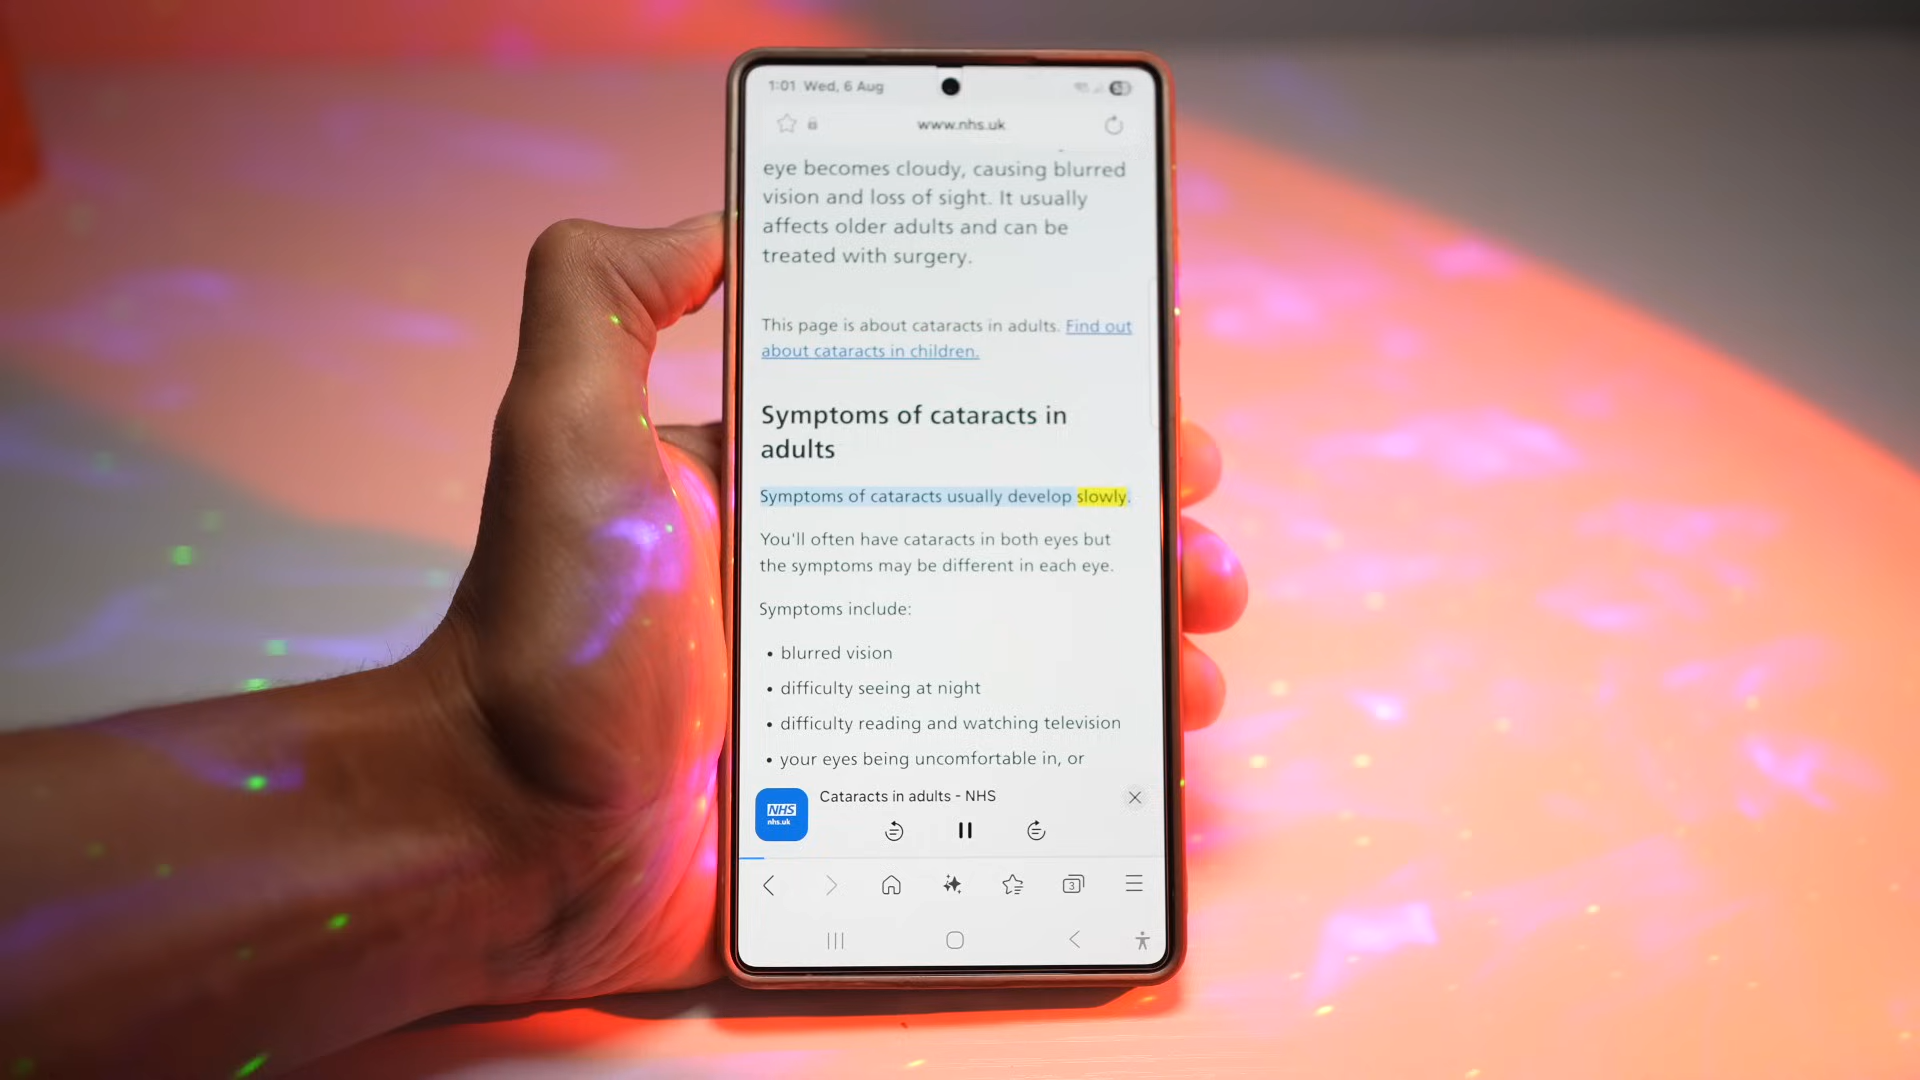 1:01 Wed, 6 Aug
www.nhs.uk
eye becomes cloudy, causing blurred
vision and loss of sight. It usually
affects older adults and can be
treated with surgery.
This page is about cataracts in adults. Find out
about cataracts in children.
Symptoms of cataracts in
adults
Symptoms of cataracts usually develop slowly.
You'll often have cataracts in both eyes but
the symptoms may be different in each eye.
Symptoms include:
• blurred vision
• difficulty seeing at night
• difficulty reading and watching television
• your eyes being uncomfortable in, or
Cataracts in adults - NHS
NHS
nhs.uk
3